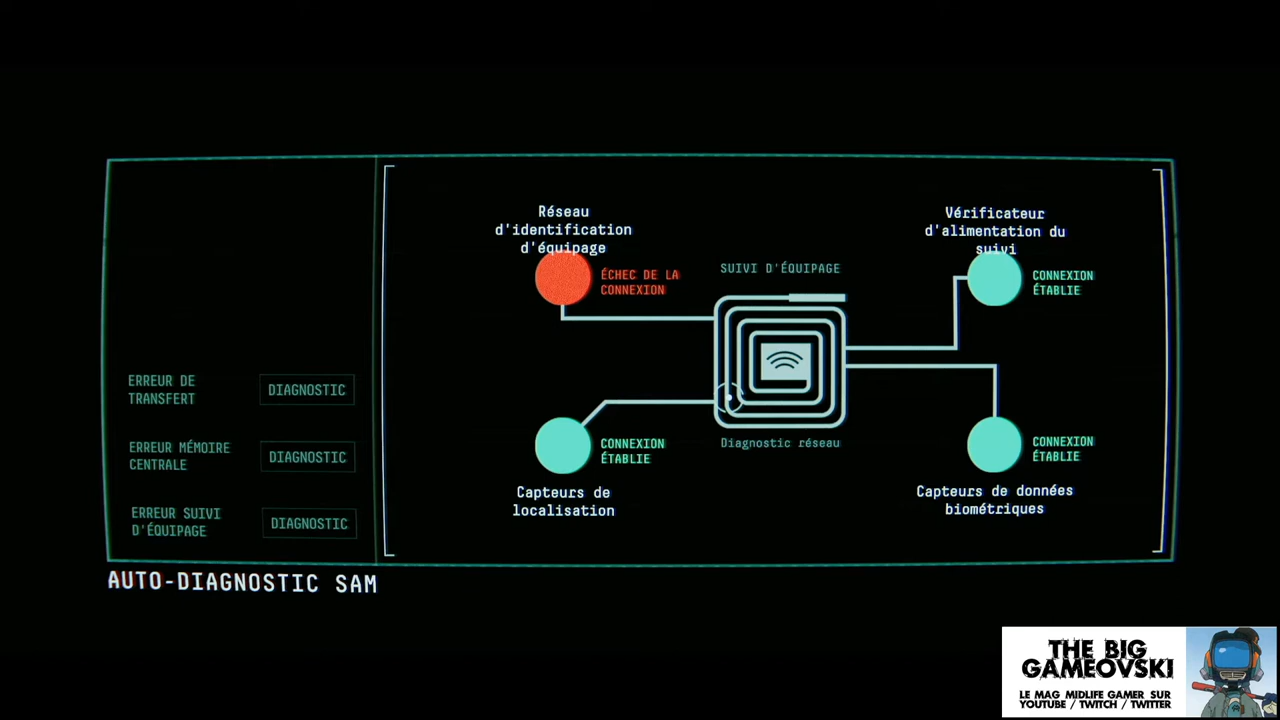 Réseau
d'identification
d'équipage
ÉCHEC DE LA
CONNEXION
SUIVI D'ÉQUIPAGE
Vérificateur
d'alimentation du
suivi
CONNEXION
ÉTABLIE
ERREUR DE
TRANSFERT
DIAGNOSTIC
ERREUR MÉMOIRE
CENTRALE
DIAGNOSTIC
ERREUR SUIVI
D'ÉQUIPAGE
DIAGNOSTIC
CONNEXION
ÉTABLIE
Capteurs de
localisation
Diagnostic réseau
CONNEXION
ÉTABLIE
Capteurs de données
biométriques
AUTO-DIAGNOSTIC SAM
THE BIG
GAMEOVSKI
LE MAG MIDLIFE GAMER SUR
YOUTUBE / TWITCH / TWITTER